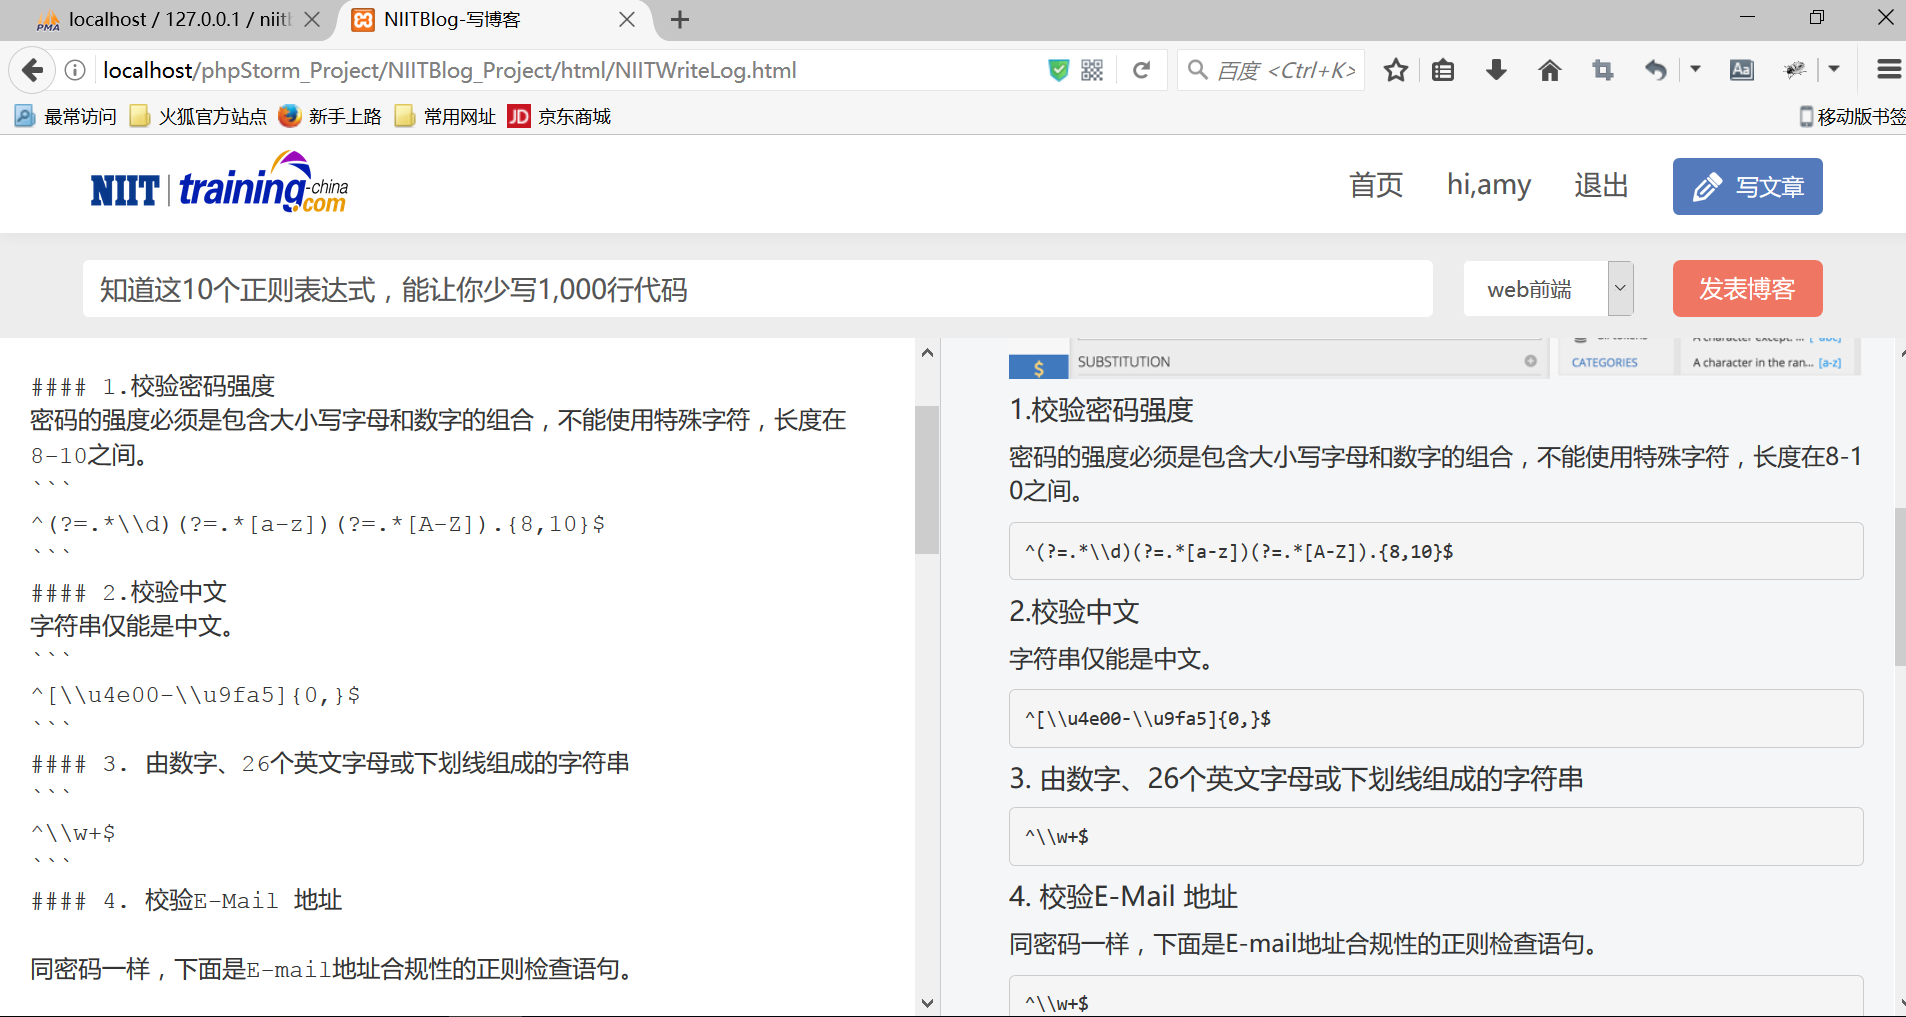 localhost / 127.0.0.1 / niitb
NIITBlog-写博客
localhost/phpStorm_Project/NIITBlog_Project/html/NIITWriteLog.html
百度 <Ctrl+K>
最常访问 火狐官方站点 新手上路 常用网址 JD 京东商城 移动版书签
NIIT training-china.com
首页 hi,amy 退出 写文章
知道这10个正则表达式，能让你少写1,000行代码 web前端 发表博客
#### 1.校验密码强度
密码的强度必须是包含大小写字母和数字的组合，不能使用特殊字符，长度在
8-10之间。
```
^(?=.*\\d)(?=.*[a-z])(?=.*[A-Z]).{8,10}$
```
#### 2.校验中文
字符串仅能是中文。
```
^[\\u4e00-\\u9fa5]{0,}$
```
#### 3. 由数字、26个英文字母或下划线组成的字符串
```
^\\w+$
```
#### 4. 校验E-Mail 地址
同密码一样，下面是E-mail地址合规性的正则检查语句。
$ SUBSTITUTION
CATEGORIES
A character except: ... [^abc]
A character in the ran... [a-z]
1.校验密码强度
密码的强度必须是包含大小写字母和数字的组合，不能使用特殊字符，长度在8-1
0之间。
^(?=.*\\d)(?=.*[a-z])(?=.*[A-Z]).{8,10}$
2.校验中文
字符串仅能是中文。
^[\\u4e00-\\u9fa5]{0,}$
3. 由数字、26个英文字母或下划线组成的字符串
^\\w+$
4. 校验E-Mail 地址
同密码一样，下面是E-mail地址合规性的正则检查语句。
^\\w+$